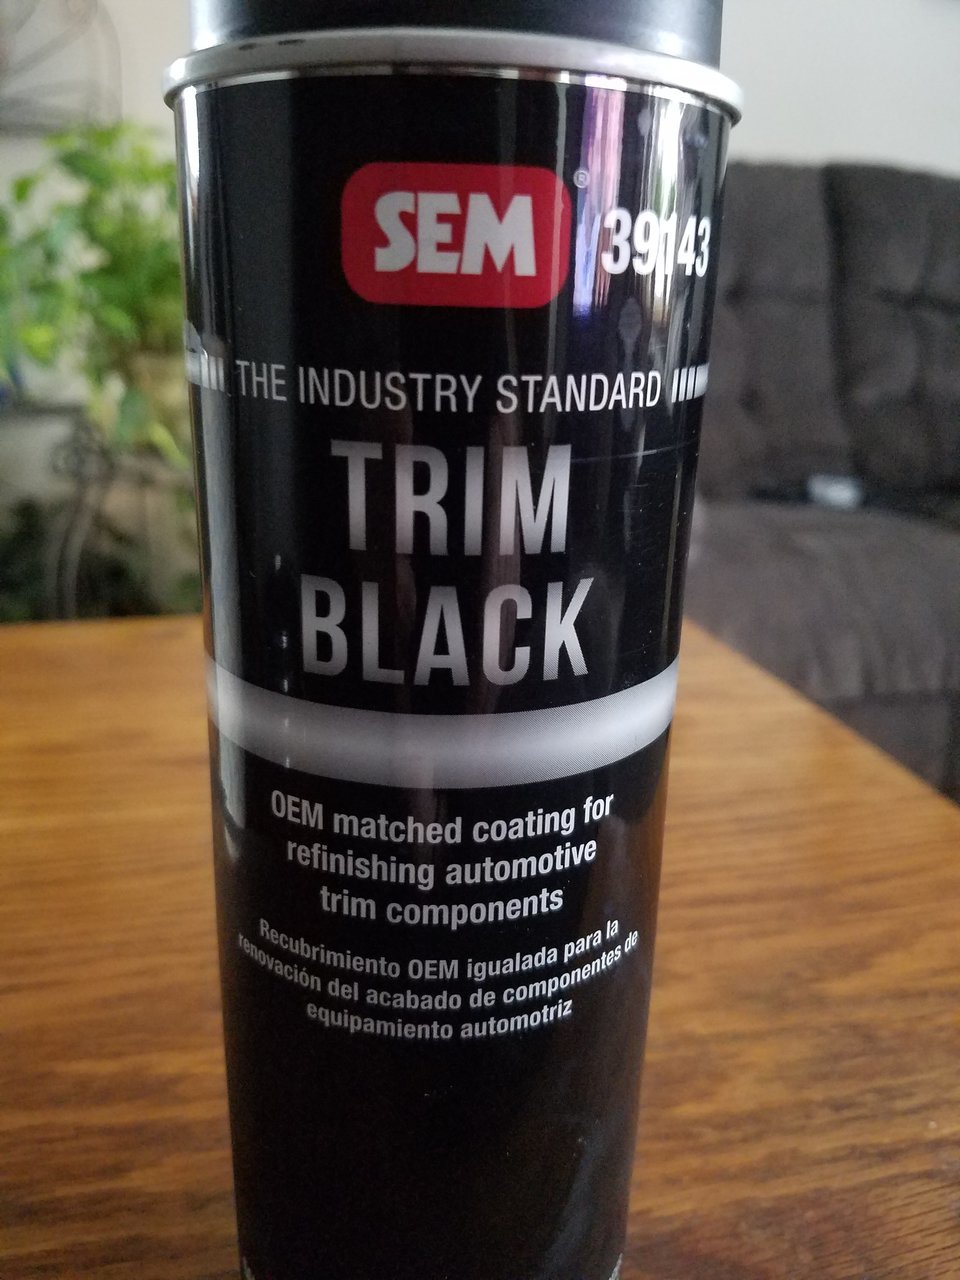 SEM® 39143
THE INDUSTRY STANDARD
TRIM
BLACK
OEM matched coating for
refinishing automotive
trim components
Recubrimiento OEM igualada para la
renovación del acabado de componentes de
equipamiento automotriz